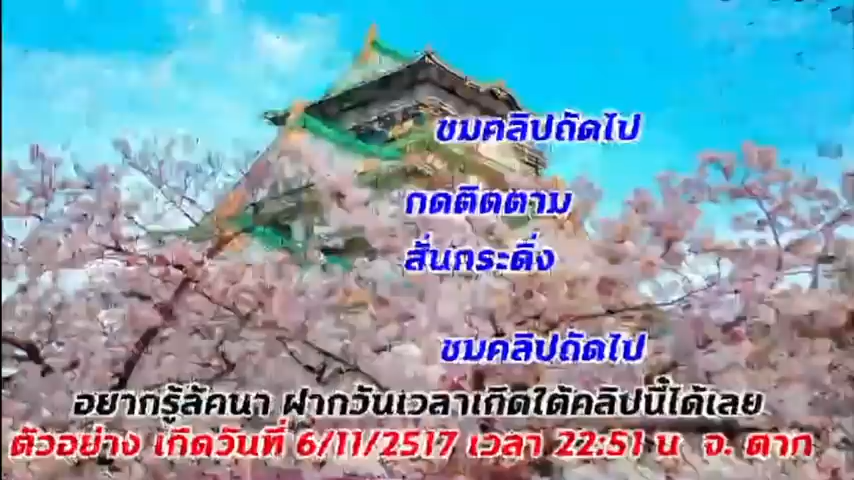 ชมคลิปถัดไป
กดติดตาม
สั่นกระดิ่ง
ชมคลิปถัดไป
อยากรู้ลัคนา ฝากวันเวลาเกิดใต้คลิปนี้ได้เลย
ตัวอย่าง เกิดวันที่ 6/11/2517 เวลา 22:51 น จ. ตาก